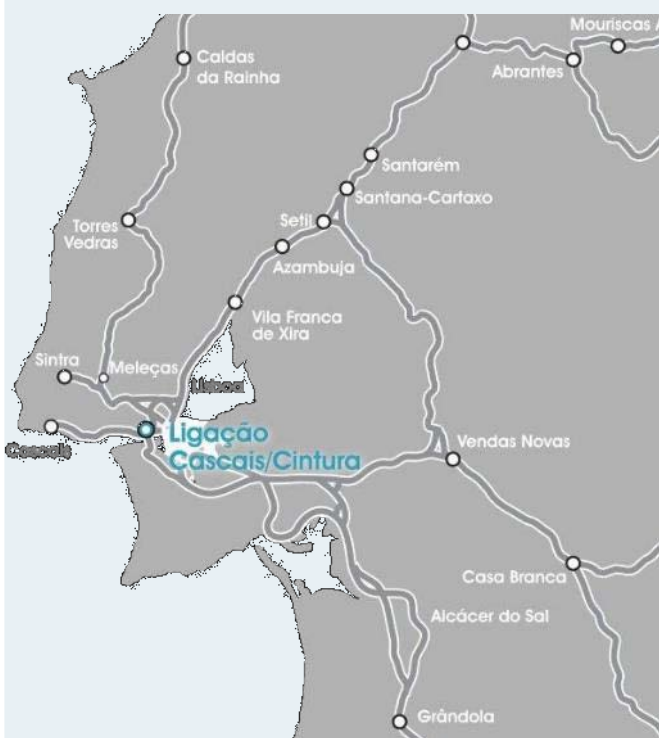 Mouriscas A
Caldas
da Rainha
Abrantes
Santarém
Santana-Cartaxo
Setil
Torres
Vedras
Azambuja
Vila Franca
de Xira
Sintra
Meleças
Lisboa
Ligação
Cascais/Cintura
Cascais
Vendas Novas
Casa Branca
Alcácer do Sal
Grândola